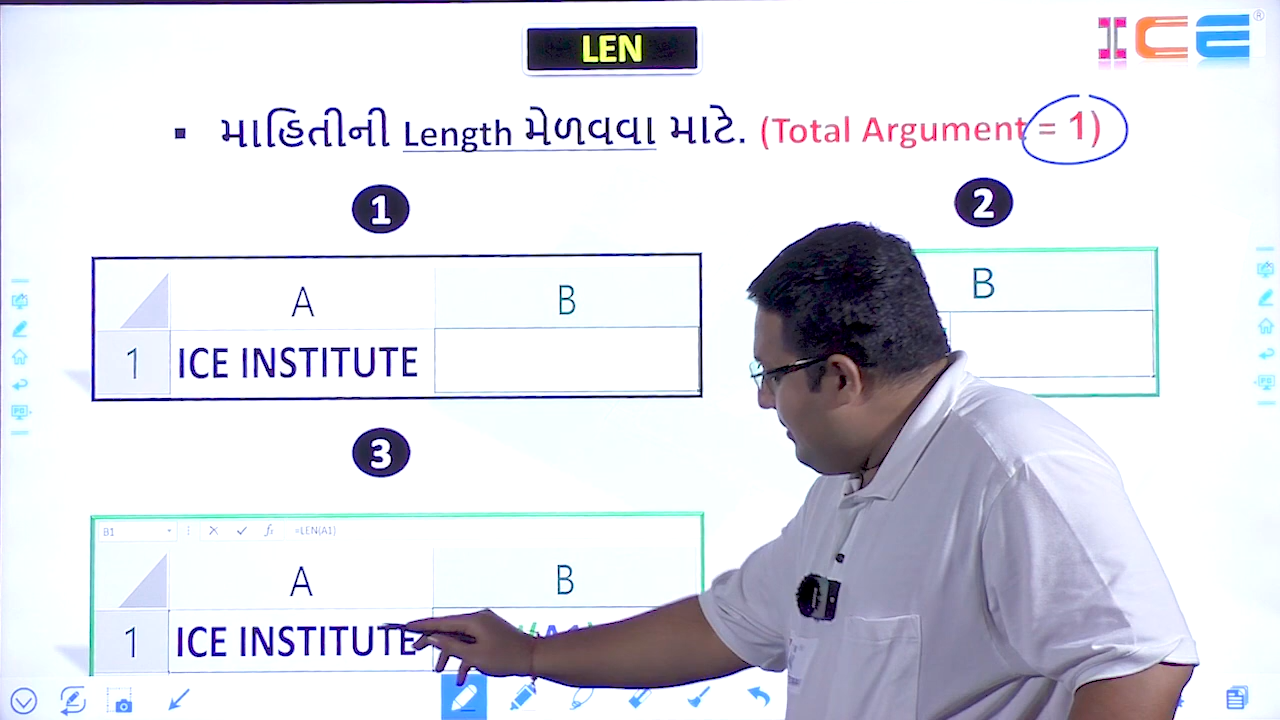 LEN
ICE ®
▪ માહિતીની Length મેળવવા માટે. (Total Argument = 1)
1
2
A B
1 ICE INSTITUTE
B
3
B1 fx =LEN(A1)
A B
1 ICE INSTITUTE